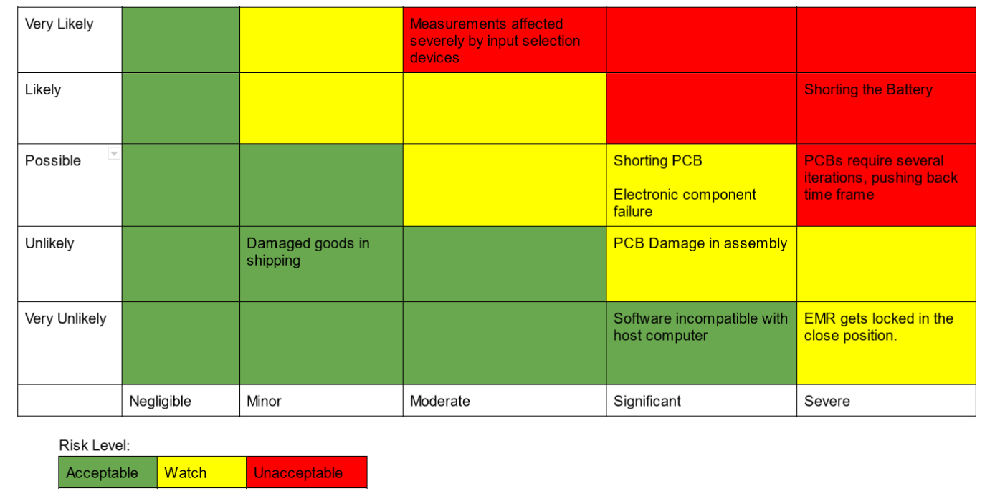 Very Likely
Measurements affected
severely by input selection
devices
Likely
Shorting the Battery
Possible
Shorting PCB
Electronic component
failure
PCBs require several
iterations, pushing back
time frame
Unlikely
Damaged goods in
shipping
PCB Damage in assembly
Very Unlikely
Software incompatible with
host computer
EMR gets locked in the
close position.
Negligible
Minor
Moderate
Significant
Severe
Risk Level:
Acceptable
Watch
Unacceptable